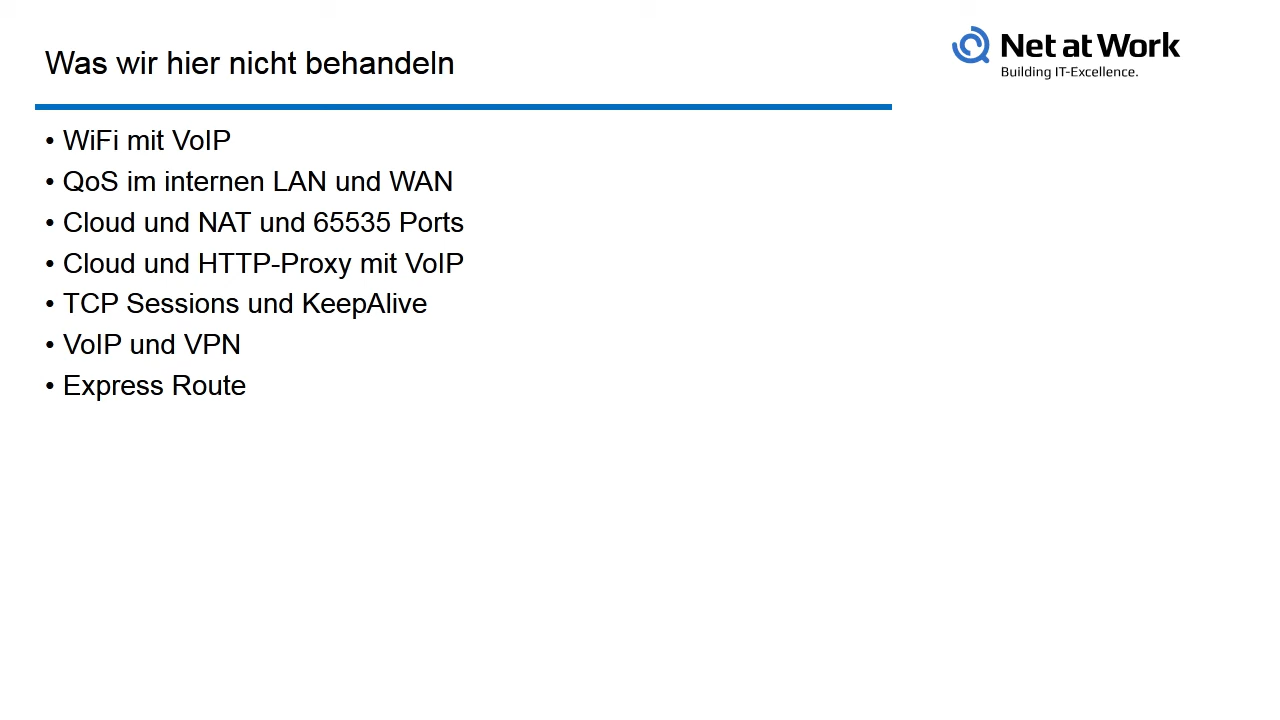 Was wir hier nicht behandeln
Net at Work
Building IT-Excellence.
• WiFi mit VoIP
• QoS im internen LAN und WAN
• Cloud und NAT und 65535 Ports
• Cloud und HTTP-Proxy mit VoIP
• TCP Sessions und KeepAlive
• VoIP und VPN
• Express Route